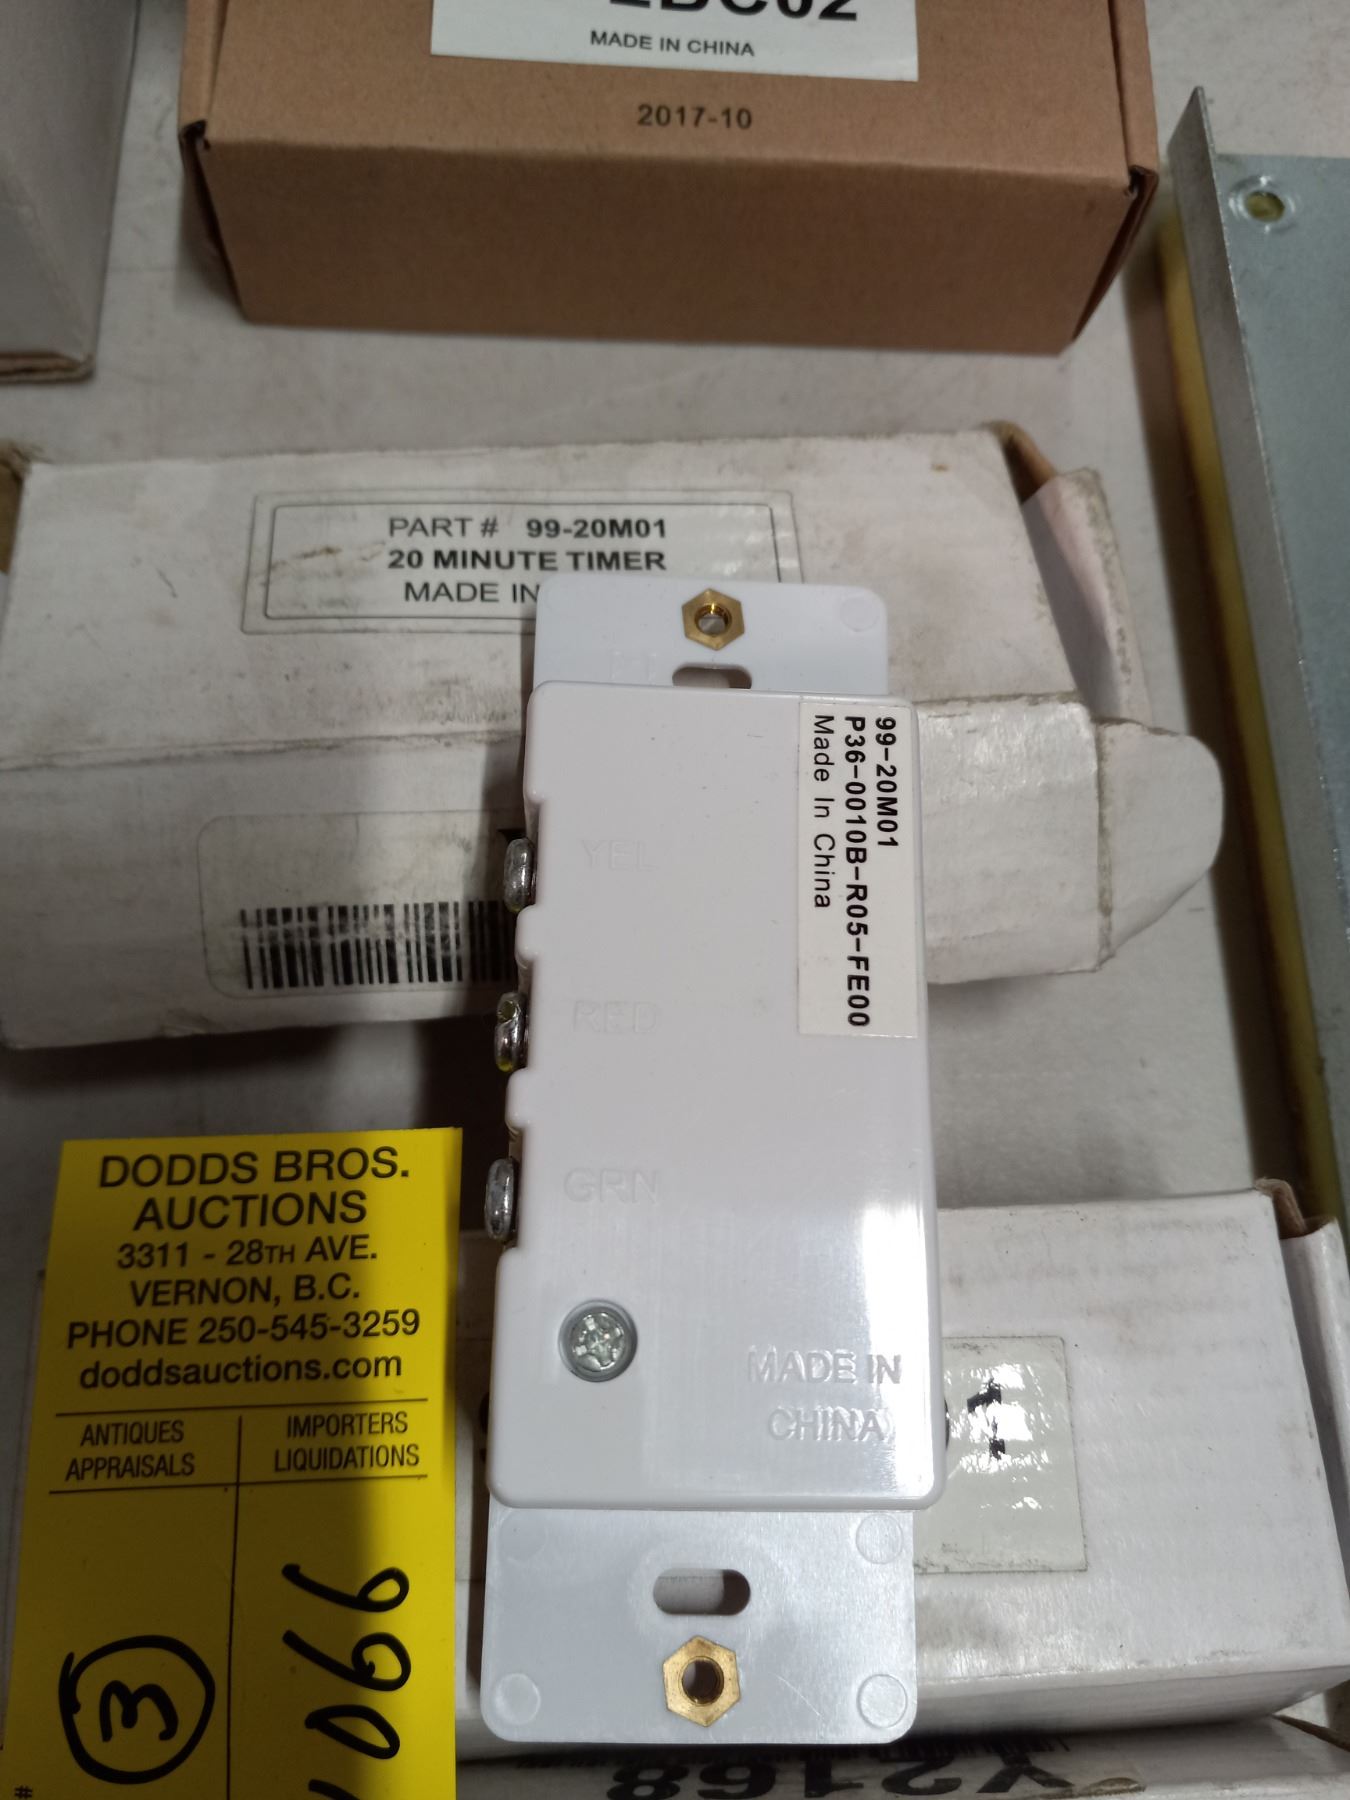 MADE IN CHINA
2017-10
PART # 99-20M01
20 MINUTE TIMER
MADE IN
99-20M01
P36-0010B-R05-FE00
Made In China
YEL
RED
GRN
MADE IN
CHINA
DODDS BROS.
AUCTIONS
3311 - 28TH AVE.
VERNON, B.C.
PHONE 250-545-3259
doddsauctions.com
ANTIQUES
APPRAISALS
IMPORTERS
LIQUIDATIONS
3
#